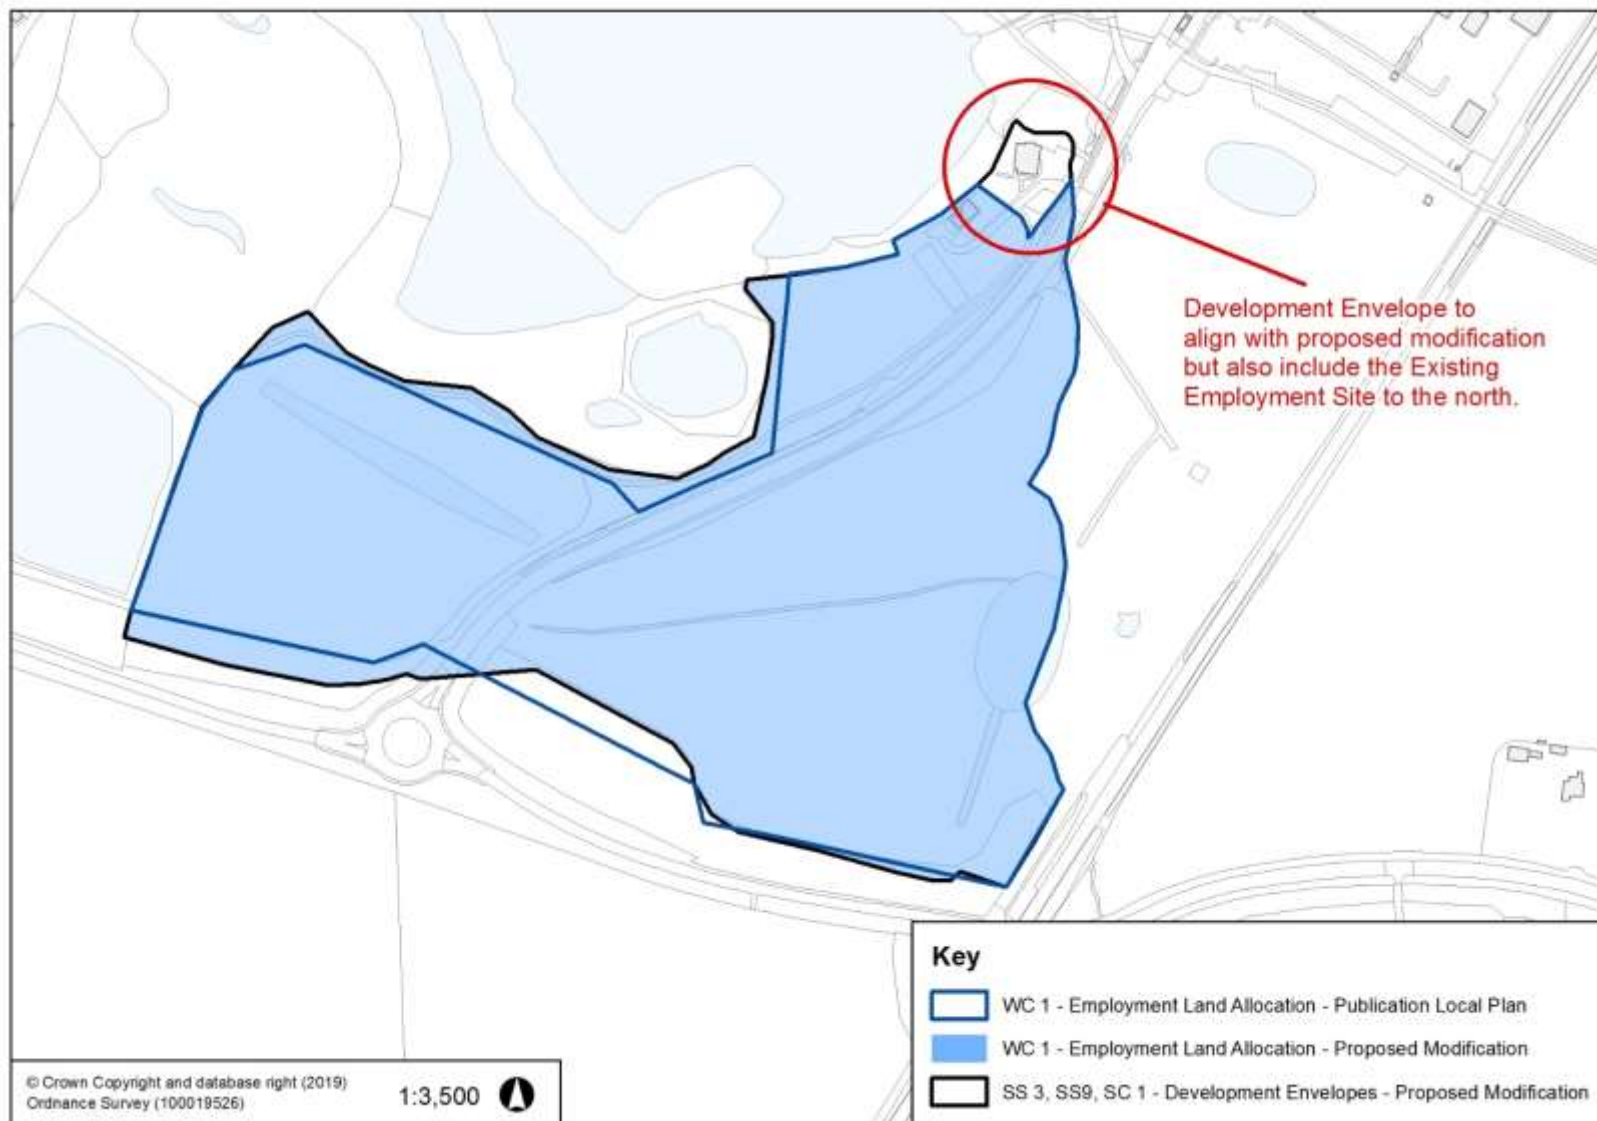 Development Envelope to
align with proposed modification
but also include the Existing
Employment Site to the north.
Key
WC 1 - Employment Land Allocation - Publication Local Plan
WC 1 - Employment Land Allocation - Proposed Modification
SS 3, SS9, SC 1 - Development Envelopes - Proposed Modification
© Crown Copyright and database right (2019)
Ordnance Survey (100019526)
1:3,500